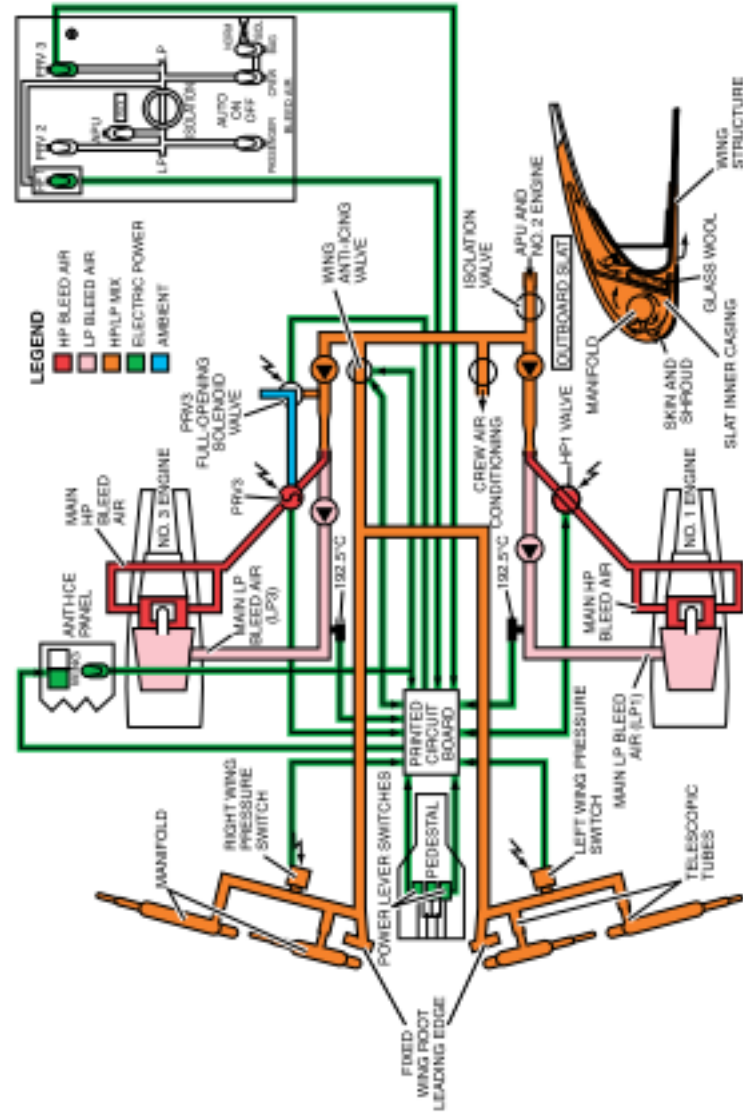 LEGEND
HP BLEED AIR
LP BLEED AIR
HP/LP MIX
ELECTRIC POWER
AMBIENT
PRV 2
PRV 3
APU
LP
LP
ISOLATION
AUTO
ON
OFF
PASSENGER
CREW
BLEED AIR
NORM
ANTI-ICE
PANEL
MAIN
HP
BLEED
AIR
NO. 3 ENGINE
PRV3
FULL-OPENING
SOLENOID
VALVE
WING
ANTI-ICING
VALVE
PRV3
MAIN LP
BLEED AIR
(LP3)
192.5°C
ISOLATION
VALVE
APU AND
NO. 2 ENGINE
CREW AIR
CONDITIONING
OUTBOARD SLAT
MANIFOLD
SKIN AND
SHROUD
SLAT INNER CASING
GLASS WOOL
WING
STRUCTURE
HP1 VALVE
192.5°C
MAIN HP
BLEED AIR
MAIN LP BLEED
AIR (LP1)
NO. 1 ENGINE
PRINTED
CIRCUIT
BOARD
POWER LEVER SWITCHES
PEDESTAL
MANIFOLD
RIGHT WING
PRESSURE
SWITCH
LEFT WING PRESSURE
SWITCH
TELESCOPIC
TUBES
FIXED
WING ROOT
LEADING EDGE